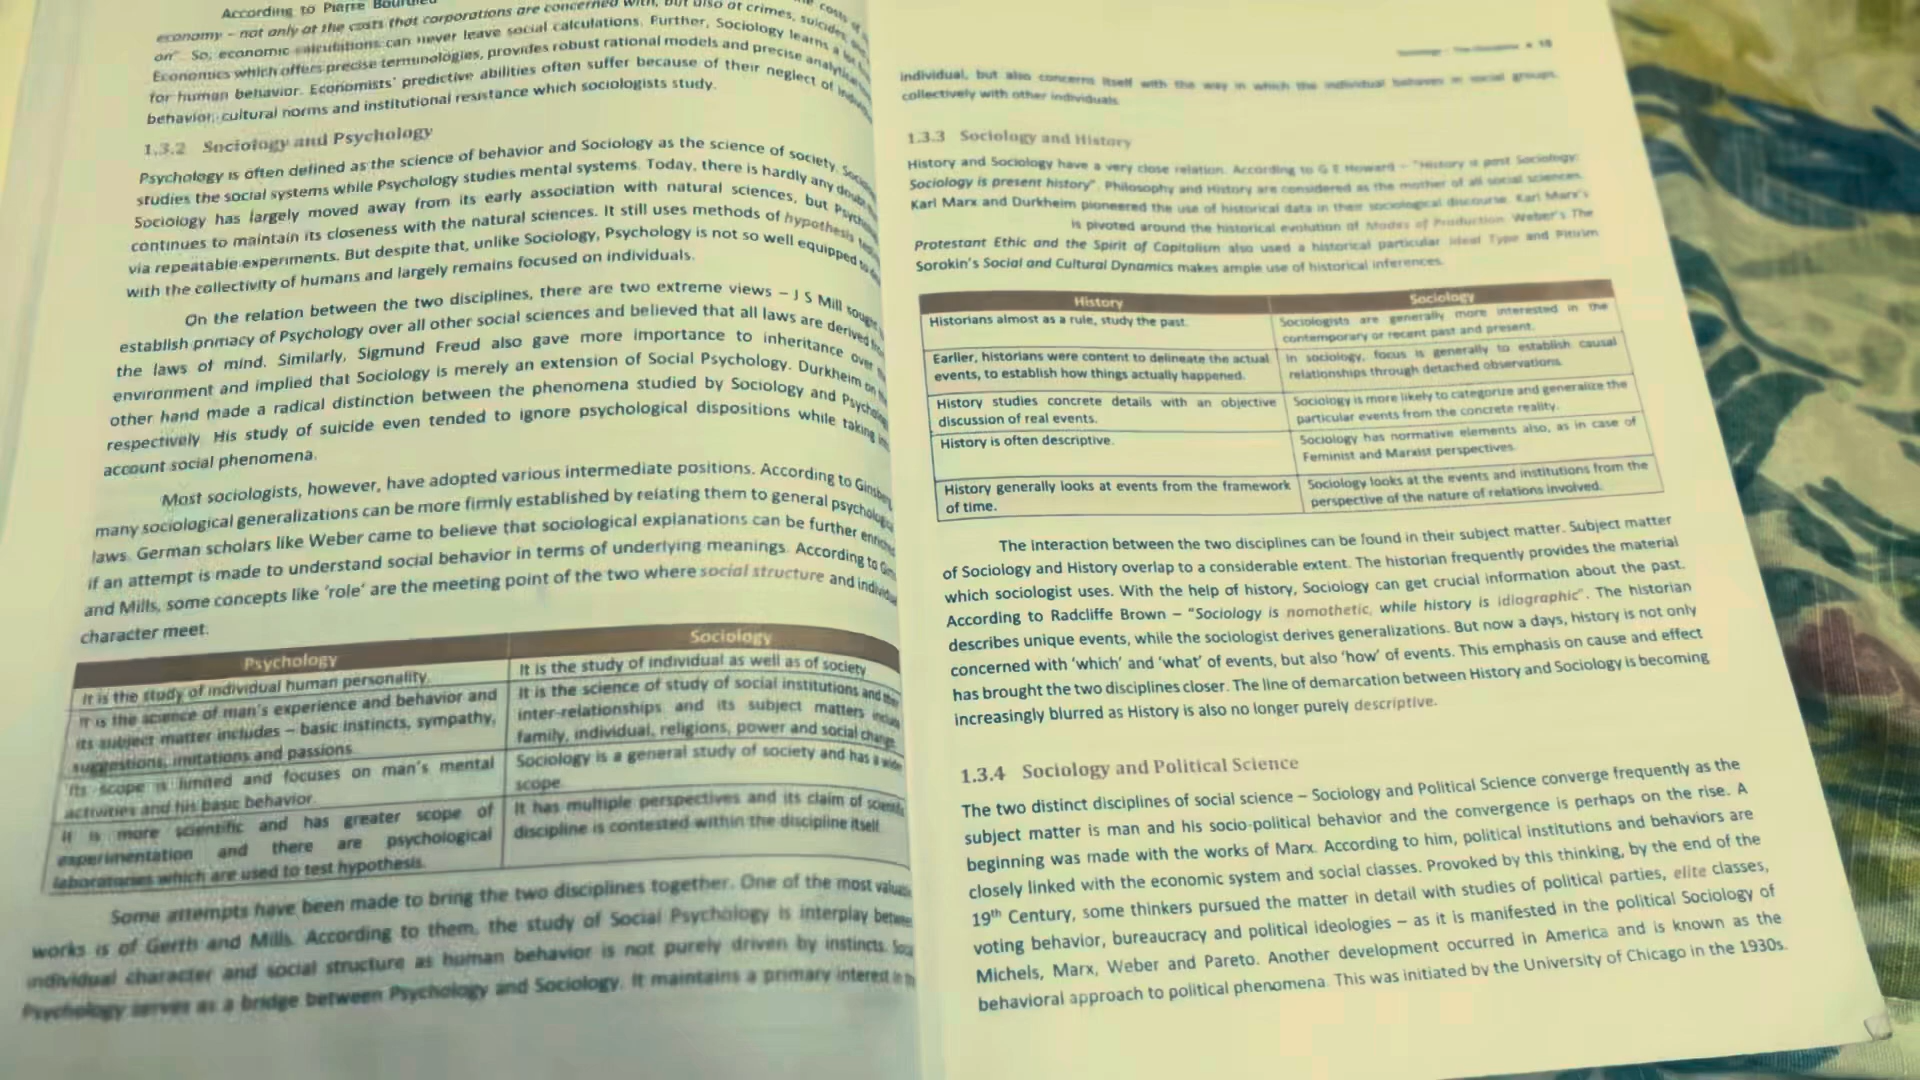 According to Pierre Bourdieu
economy – not only at the costs that corporations are concerned with, but also at crimes, suicides,
on". So, economic calculations can never leave social calculations. Further, Sociology learns a lot
Economics which offers precise terminologies, provides robust rational models and precise analytical
for human behavior. Economists' predictive abilities often suffer because of their neglect of
behavior, cultural norms and institutional resistance which sociologists study.
1.3.2 Sociology and Psychology
Psychology is often defined as the science of behavior and Sociology as the science of society.
studies the social systems while Psychology studies mental systems. Today, there is hardly any doubt
Sociology has largely moved away from its early association with natural sciences, but
continues to maintain its closeness with the natural sciences. It still uses methods of hypothesis
via repeatable experiments. But despite that, unlike Sociology, Psychology is not so well equipped to
with the collectivity of humans and largely remains focused on individuals.
On the relation between the two disciplines, there are two extreme views – J S Mill sought
establish primacy of Psychology over all other social sciences and believed that all laws are derived
the laws of mind. Similarly, Sigmund Freud also gave more importance to inheritance over
environment and implied that Sociology is merely an extension of Social Psychology. Durkheim on
other hand made a radical distinction between the phenomena studied by Sociology and
respectively. His study of suicide even tended to ignore psychological dispositions while taking
account social phenomena.
Most sociologists, however, have adopted various intermediate positions. According to Ginsberg
many sociological generalizations can be more firmly established by relating them to general
laws. German scholars like Weber came to believe that sociological explanations can be further
if an attempt is made to understand social behavior in terms of underlying meanings. According to
and Mills, some concepts like 'role' are the meeting point of the two where social structure and
character meet.
Psychology Sociology
It is the study of individual human personality. It is the study of individual as well as of society
It is the science of man's experience and behavior and It is the science of study of social institutions and
its subject matter includes – basic instincts, sympathy, inter-relationships and its subject matters
suggestions, imitations and passions. family, individual, religions, power and social change.
Its scope is limited and focuses on man's mental Sociology is a general study of society and has a wide
activities and his basic behavior. scope.
It is more scientific and has greater scope of It has multiple perspectives and its claim of
experimentation and there are psychological discipline is contested within the discipline itself.
laboratories which are used to test hypothesis.
Some attempts have been made to bring the two disciplines together. One of the most
works is of Gerth and Mills. According to them, the study of Social Psychology is interplay between
individual character and social structure as human behavior is not purely driven by instincts.
Psychology serves as a bridge between Psychology and Sociology. It maintains a primary interest in
individual, but also concerns itself with the way in which the individual behaves in social groups,
collectively with other individuals.
1.3.3 Sociology and History
History and Sociology have a very close relation. According to G E Howard – "History is past Sociology;
Sociology is present history". Philosophy and History are considered as the mother of all social sciences.
Karl Marx and Durkheim pioneered the use of historical data in their sociological discourse. Karl Marx's
is pivoted around the historical evolution of Modes of Production. Weber's The
Protestant Ethic and the Spirit of Capitalism also used a historical particular Ideal Type and Pitirim
Sorokin's Social and Cultural Dynamics makes ample use of historical inferences.
History Sociology
Historians almost as a rule, study the past. Sociologists are generally more interested in the
contemporary or recent past and present.
Earlier, historians were content to delineate the actual In sociology, focus is generally to establish causal
events, to establish how things actually happened. relationships through detached observations.
History studies concrete details with an objective Sociology is more likely to categorize and generalize the
discussion of real events. particular events from the concrete reality.
History is often descriptive. Sociology has normative elements also, as in case of
Feminist and Marxist perspectives.
History generally looks at events from the framework Sociology looks at the events and institutions from the
of time. perspective of the nature of relations involved.
The interaction between the two disciplines can be found in their subject matter. Subject matter
of Sociology and History overlap to a considerable extent. The historian frequently provides the material
which sociologist uses. With the help of history, Sociology can get crucial information about the past.
According to Radcliffe Brown – "Sociology is nomothetic, while history is idiographic". The historian
describes unique events, while the sociologist derives generalizations. But now a days, history is not only
concerned with 'which' and 'what' of events, but also 'how' of events. This emphasis on cause and effect
has brought the two disciplines closer. The line of demarcation between History and Sociology is becoming
increasingly blurred as History is also no longer purely descriptive.
1.3.4 Sociology and Political Science
The two distinct disciplines of social science – Sociology and Political Science converge frequently as the
subject matter is man and his socio-political behavior and the convergence is perhaps on the rise. A
beginning was made with the works of Marx. According to him, political institutions and behaviors are
closely linked with the economic system and social classes. Provoked by this thinking, by the end of the
19th Century, some thinkers pursued the matter in detail with studies of political parties, elite classes,
voting behavior, bureaucracy and political ideologies – as it is manifested in the political Sociology of
Michels, Marx, Weber and Pareto. Another development occurred in America and is known as the
behavioral approach to political phenomena. This was initiated by the University of Chicago in the 1930s.